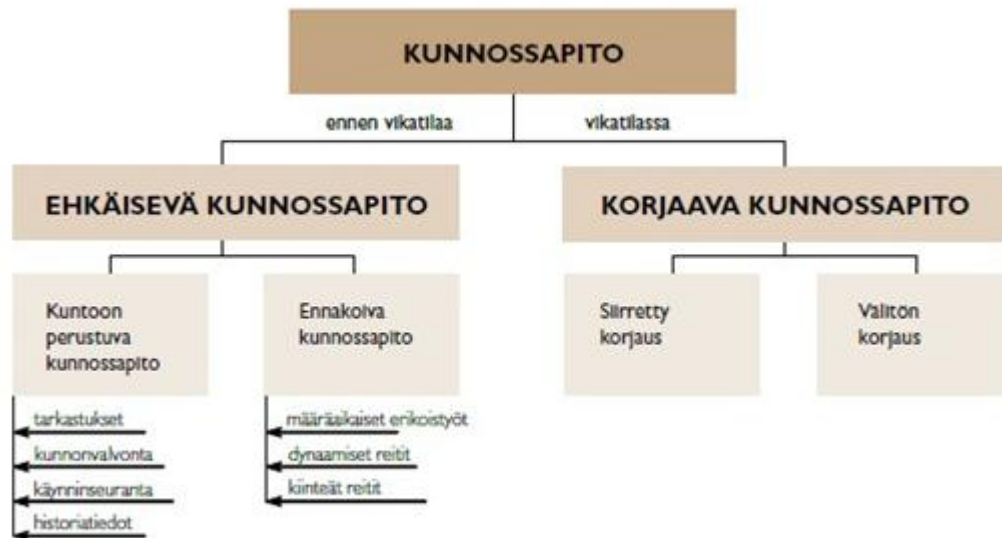 KUNNOSSAPITO
ennen vikatilaa
vikatilassa
EHKÄISEVÄ KUNNOSSAPITO
KORJAAVA KUNNOSSAPITO
Kuntoon
perustuva
kunnossapito
Ennakoiva
kunnossapito
Siirretty
korjaus
Välitön
korjaus
tarkastukset
kunnonvalvonta
käynninseuranta
historiatiedot
määräaikaiset erikoistyöt
dynaamiset reitit
kiinteät reitit